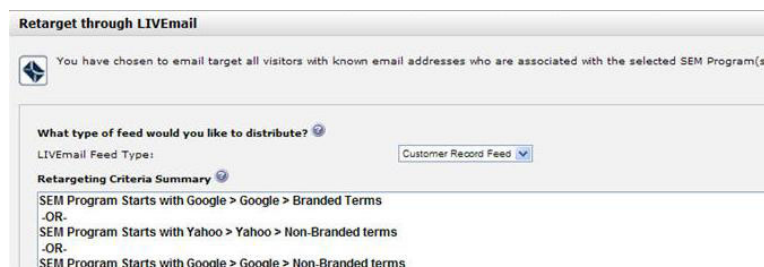 Retarget through LIVEmail
You have chosen to email target all visitors with known email addresses who are associated with the selected SEM Program(s
What type of feed would you like to distribute?
LIVEmail Feed Type: Customer Record Feed
Retargeting Criteria Summary
SEM Program Starts with Google > Google > Branded Terms
-OR-
SEM Program Starts with Yahoo > Yahoo > Non-Branded terms
-OR-
SEM Program Starts with Google > Google > Non-Branded terms